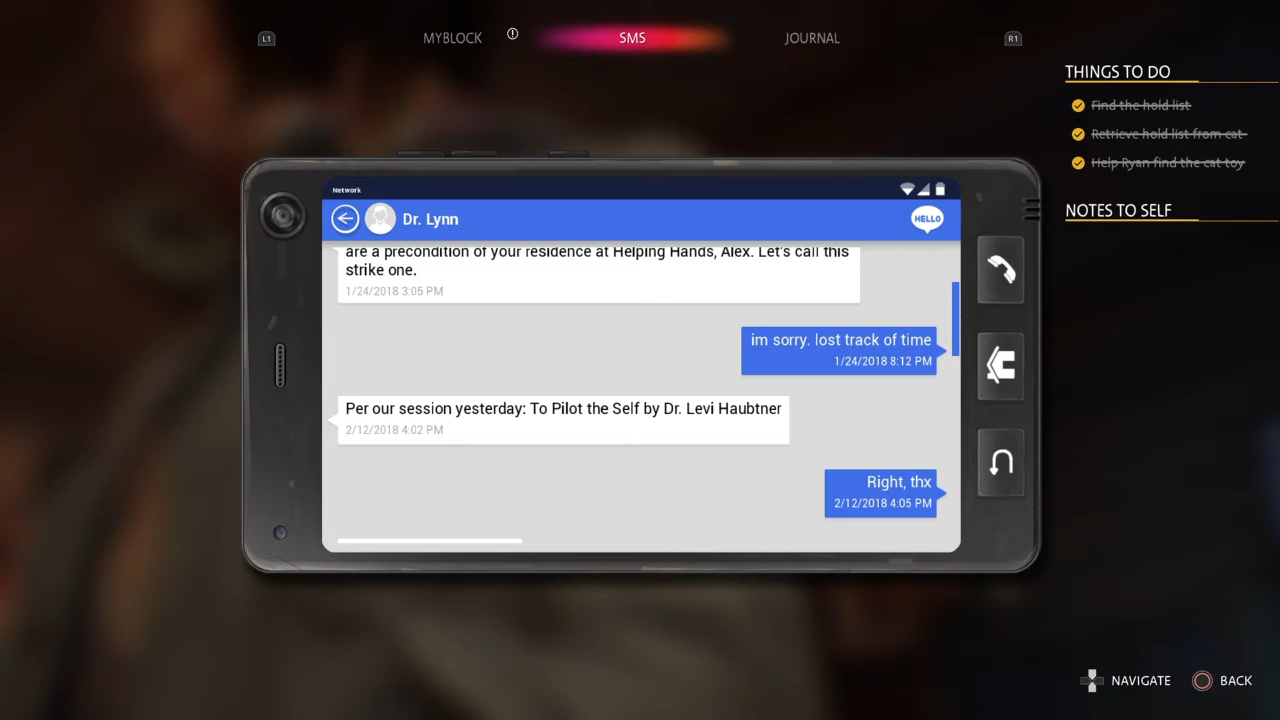 L1
MYBLOCK
SMS
JOURNAL
R1
THINGS TO DO
Find the hold list
Retrieve hold list from cat
Help Ryan find the cat toy
NOTES TO SELF
Network
Dr. Lynn
HELLO
are a precondition of your residence at Helping Hands, Alex. Let's call this
strike one.
1/24/2018 3:05 PM
im sorry. lost track of time
1/24/2018 8:12 PM
Per our session yesterday: To Pilot the Self by Dr. Levi Haubtner
2/12/2018 4:02 PM
Right, thx
2/12/2018 4:05 PM
NAVIGATE
BACK